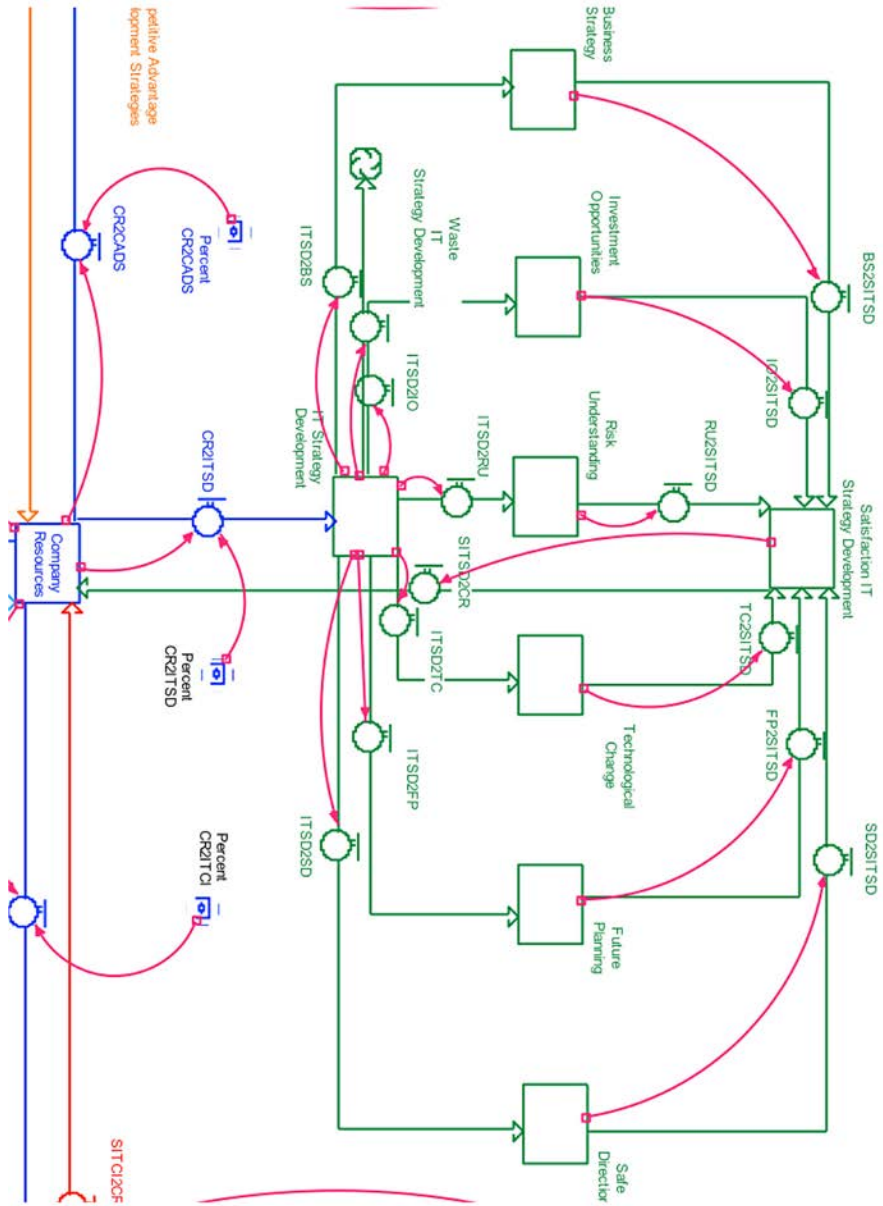 BS2SITSD
Satisfaction IT
Strategy Development
SD2SITSD
IO2SITSD
RU2SITSD
TC2SITSD
FP2SITSD
Business
Strategy
Investment
Opportunities
Risk
Understanding
Technological
Change
Future
Planning
Safe
Waste
IT
Strategy Development
ITSD2RU
SITSD2CR
ITSD2TC
ITSD2IO
ITSD2FP
ITSD2BS
IT Strategy
Development
ITSD2SD
Percent
CR2CADS
CR2ITSD
Percent
CR2ITSD
Percent
CR2ITCI
petitive Advantage
lopment Strategies
CR2CADS
Company
Resources